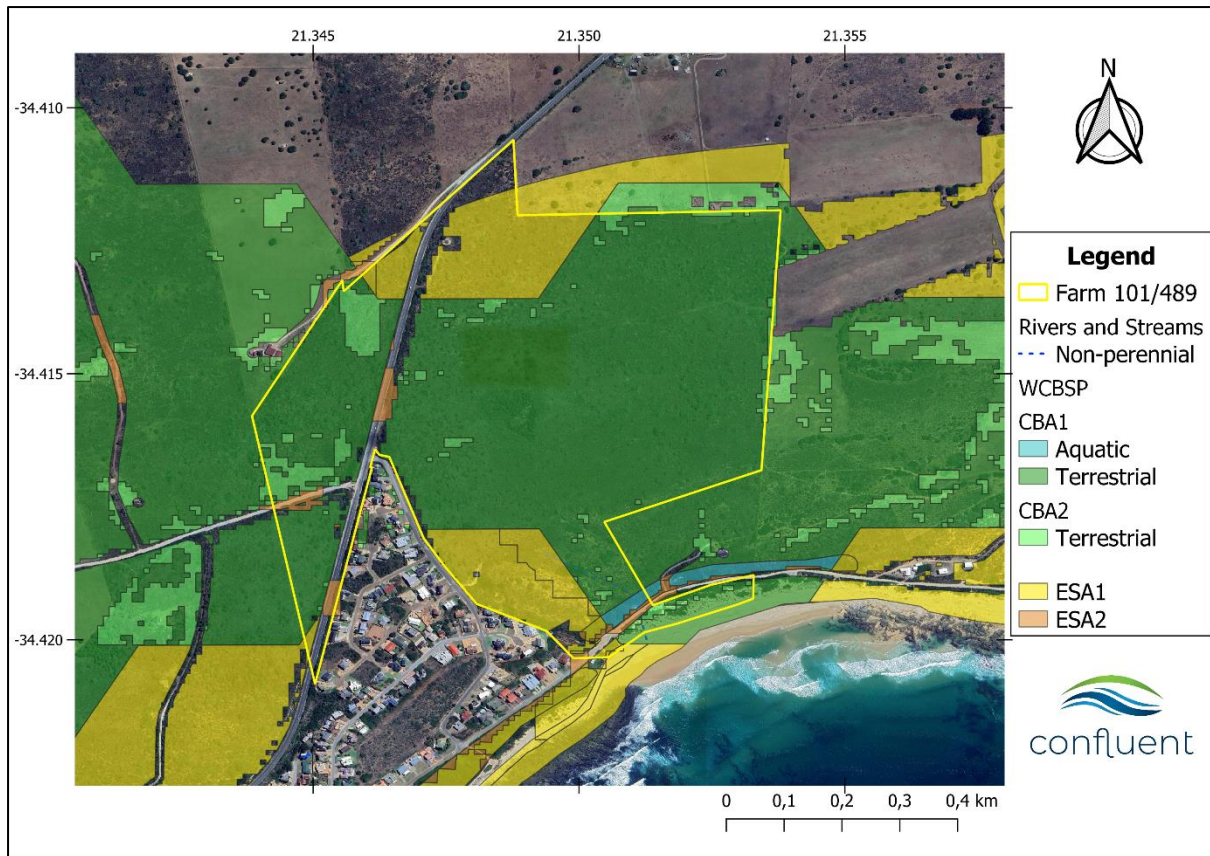 21.345
21.350
21.355
-34.410
-34.415
-34.420
N
Legend
Farm 101/489
Rivers and Streams
Non-perennial
WCBSP
CBA1
Aquatic
Terrestrial
CBA2
Terrestrial
ESA1
ESA2
confluent
0 0,1 0,2 0,3 0,4 km